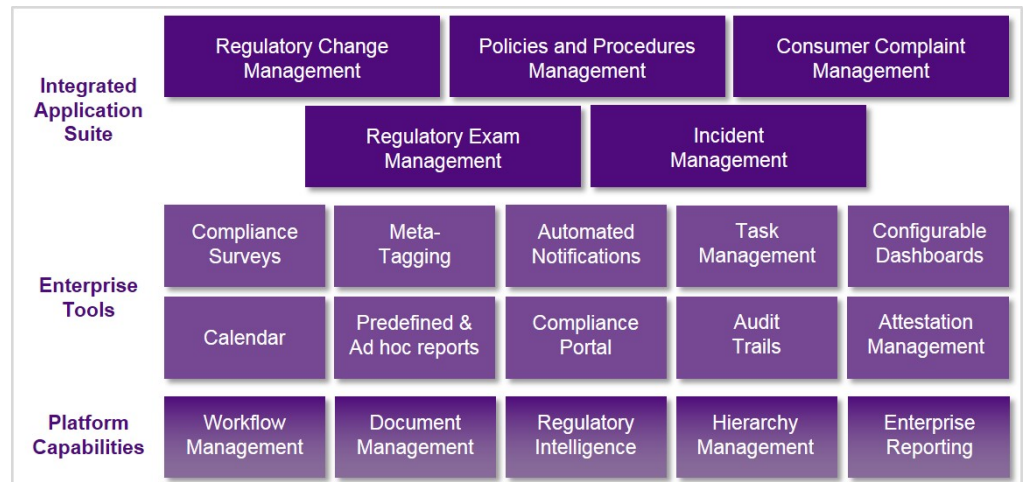 Integrated
Application
Suite
Regulatory Change
Management
Policies and Procedures
Management
Consumer Complaint
Management
Regulatory Exam
Management
Incident
Management
Enterprise
Tools
Compliance
Surveys
Meta-
Tagging
Automated
Notifications
Task
Management
Configurable
Dashboards
Calendar
Predefined &
Ad hoc reports
Compliance
Portal
Audit
Trails
Attestation
Management
Platform
Capabilities
Workflow
Management
Document
Management
Regulatory
Intelligence
Hierarchy
Management
Enterprise
Reporting